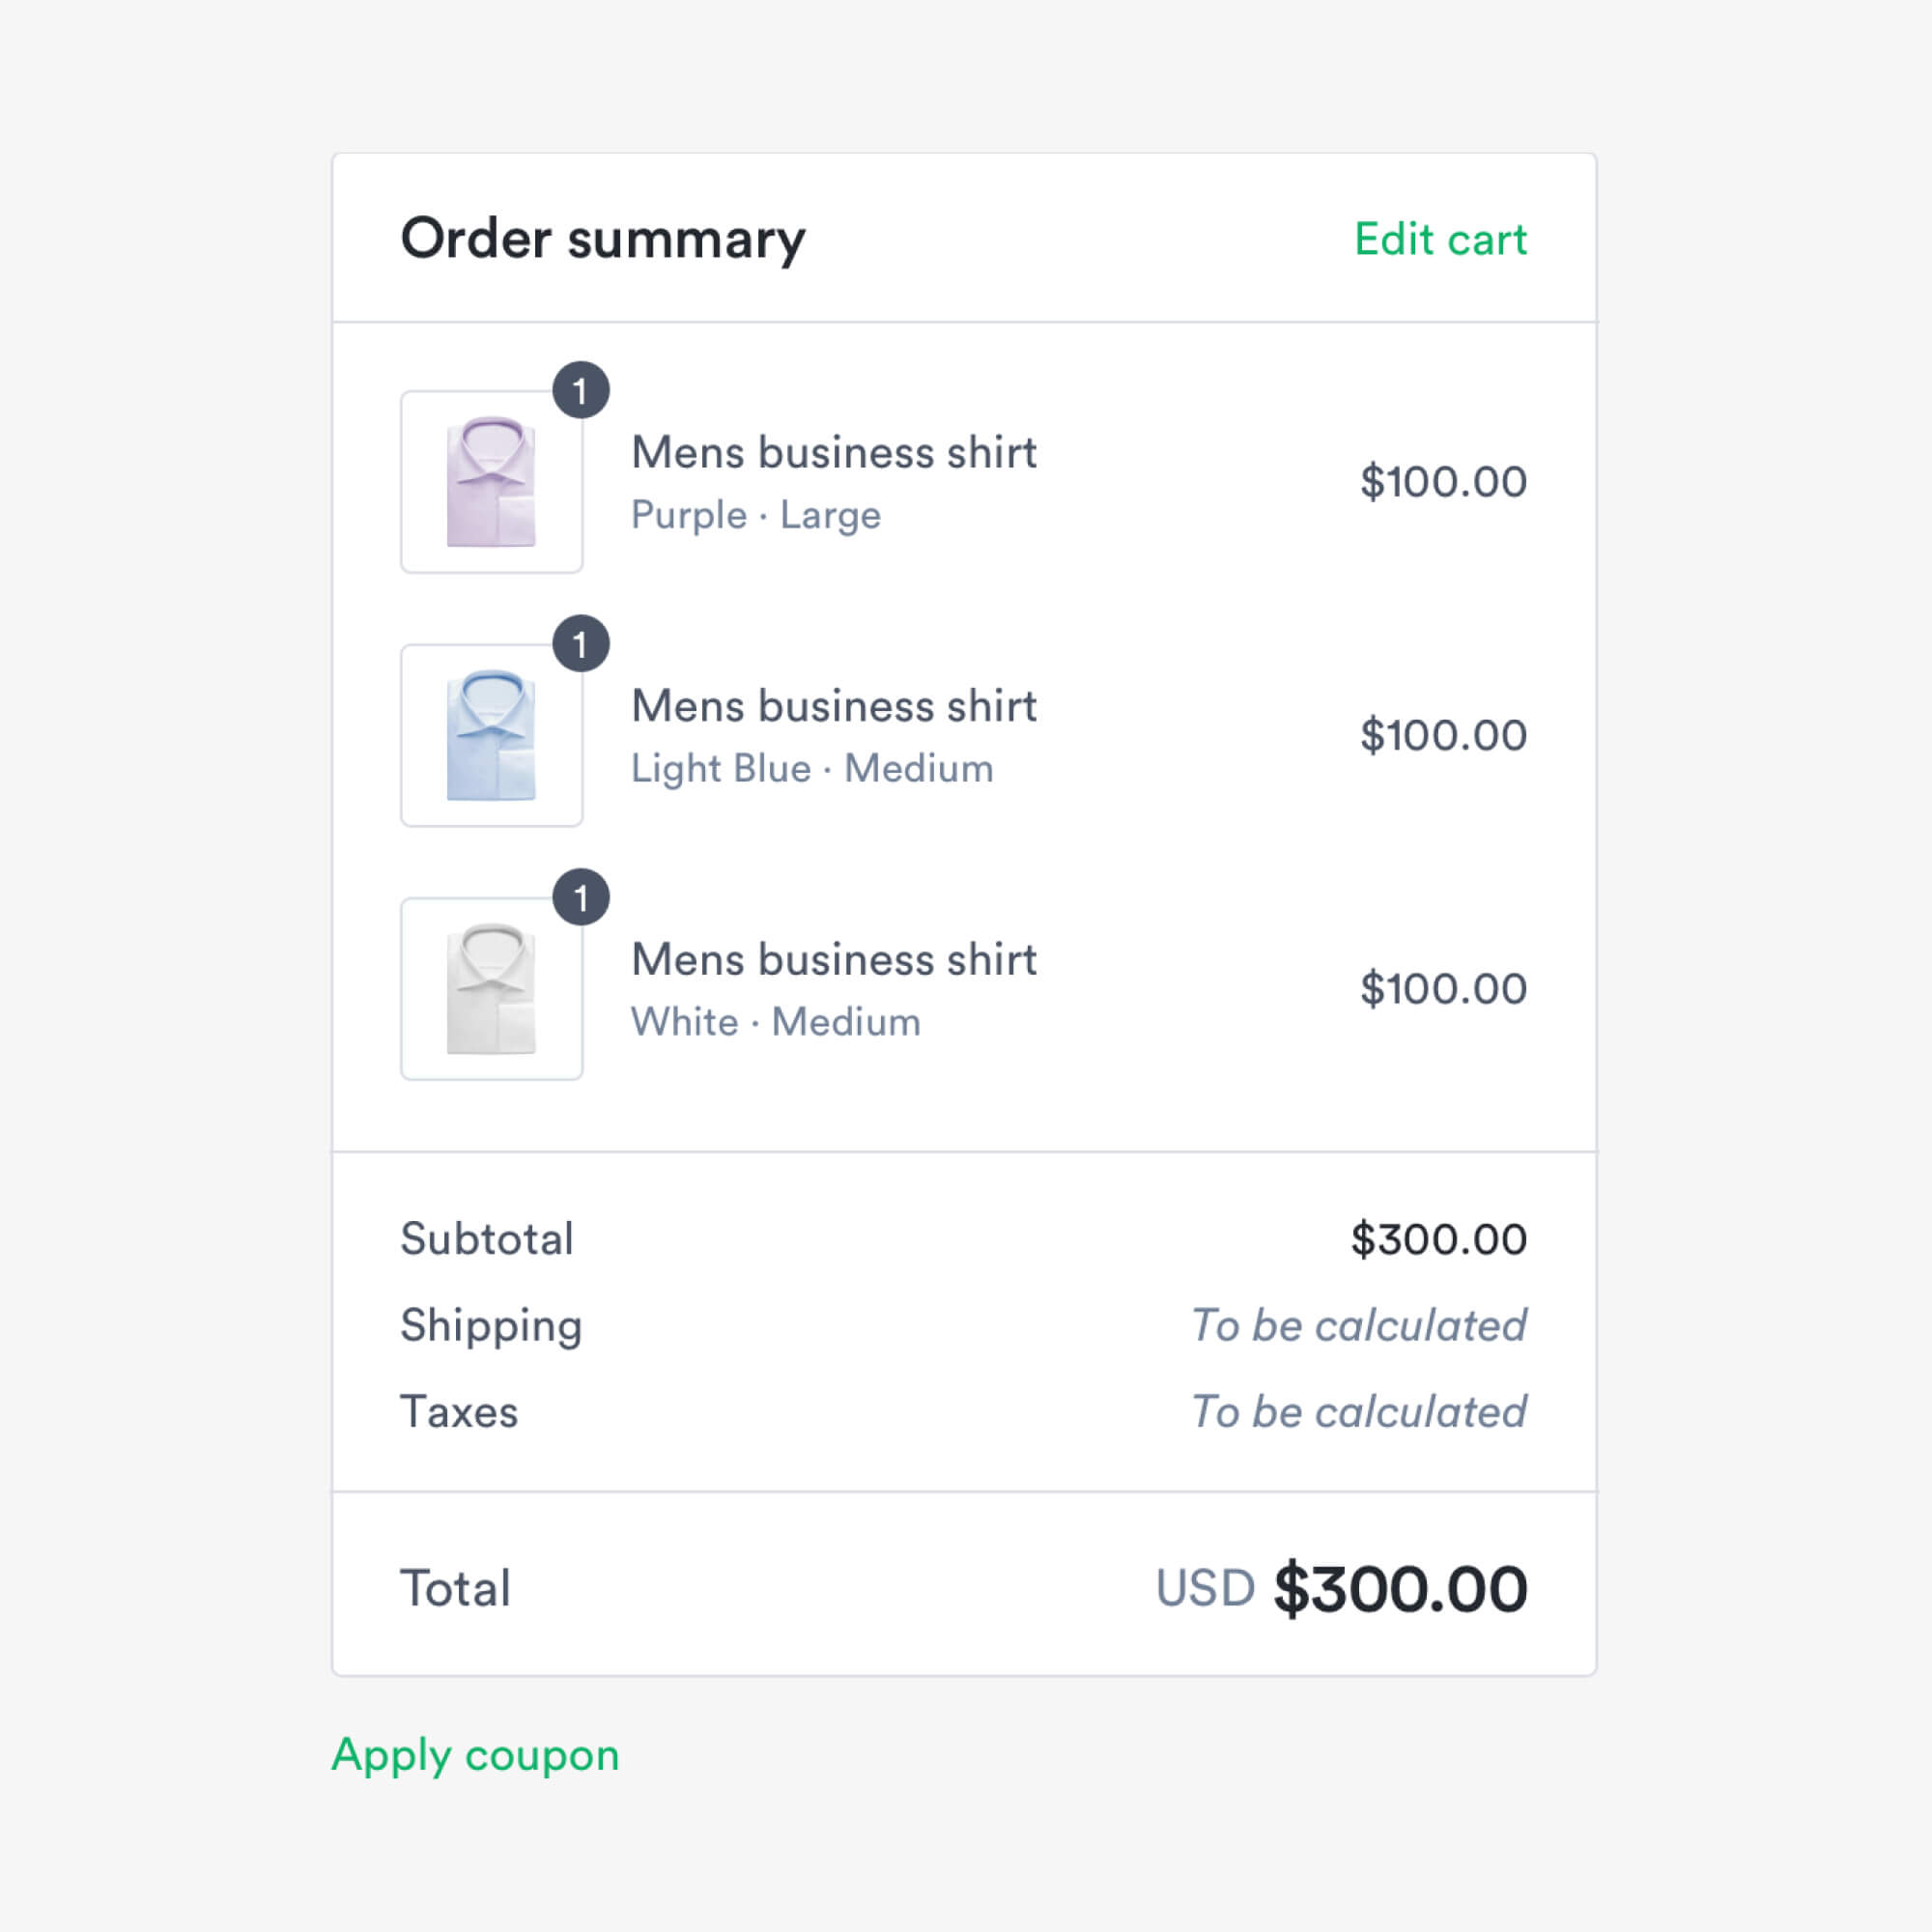 Order summary
Edit cart
1
Mens business shirt
Purple · Large
$100.00
1
Mens business shirt
Light Blue · Medium
$100.00
1
Mens business shirt
White · Medium
$100.00
Subtotal
$300.00
Shipping
To be calculated
Taxes
To be calculated
Total
USD $300.00
Apply coupon